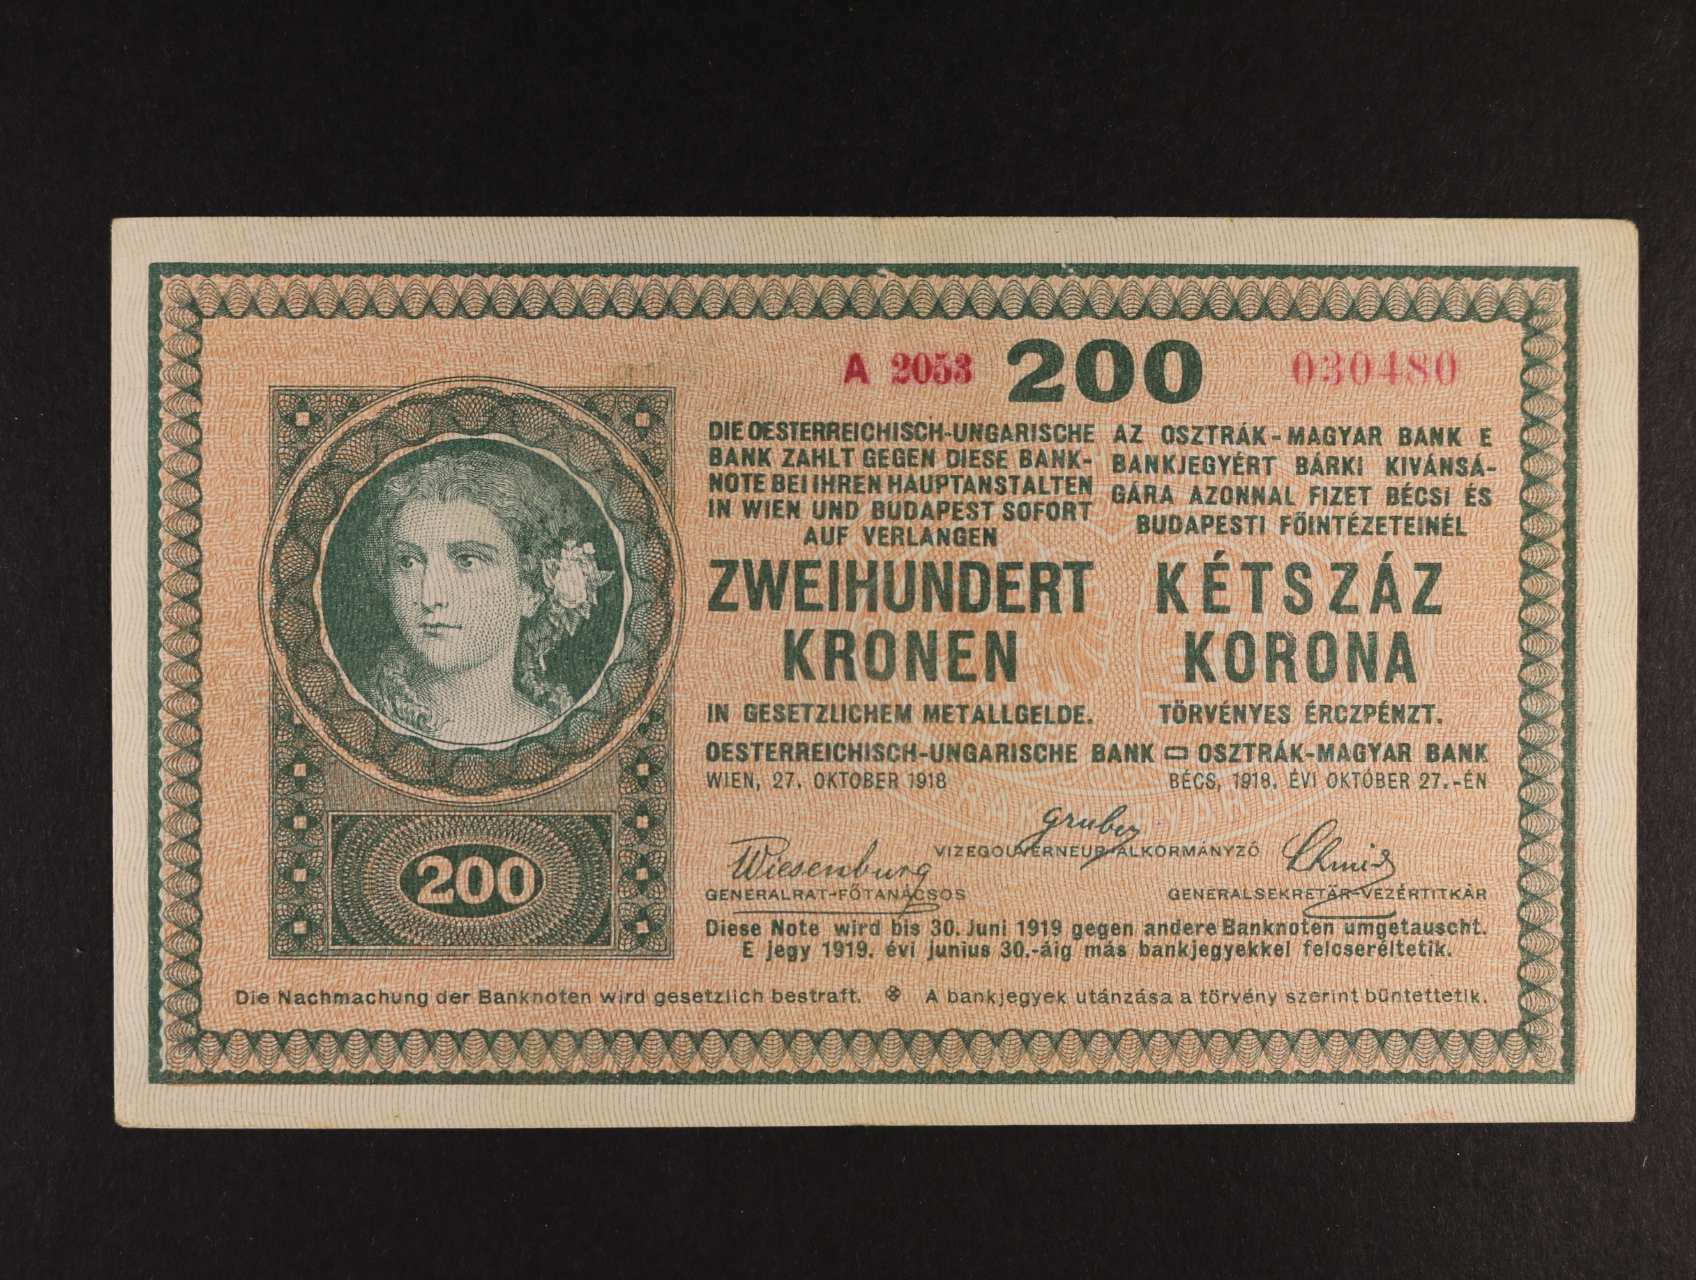 A 2053 200 030480
DIE OESTERREICHISCH-UNGARISCHE
BANK ZAHLT GEGEN DIESE BANK-
NOTE BEI IHREN HAUPTANSTALTEN
IN WIEN UND BUDAPEST SOFORT
AUF VERLANGEN
ZWEIHUNDERT
KRONEN
IN GESETZLICHEM METALLGELDE.
AZ OSZTRÁK-MAGYAR BANK E
BANKJEGYÉRT BÁRKI KIVÁNSÁ-
GÁRA AZONNAL FIZET BÉCSI ÉS
BUDAPESTI FŐINTÉZETEINÉL
KÉTSZÁZ
KORONA
TÖRVÉNYES ÉRCZPÉNZT.
OESTERREICHISCH-UNGARISCHE BANK OSZTRÁK-MAGYAR BANK
WIEN, 27. OKTOBER 1918 BÉCS, 1918. ÉVI OKTÓBER 27.-ÉN
Gruber
VIZEGOUVERNEUR-ALKORMÁNYZÓ
Wiesenburg Schmid
GENERALRAT-FŐTANÁCSOS GENERALSEKRETÄR-VEZÉRTITKÁR
Diese Note wird bis 30. Juni 1919 gegen andere Banknoten umgetauscht.
E jegy 1919. évi junius 30.-áig más bankjegyekkel felcseréltetik.
200
Die Nachmachung der Banknoten wird gesetzlich bestraft. A bankjegyek utánzása a törvény szerint büntettetik.